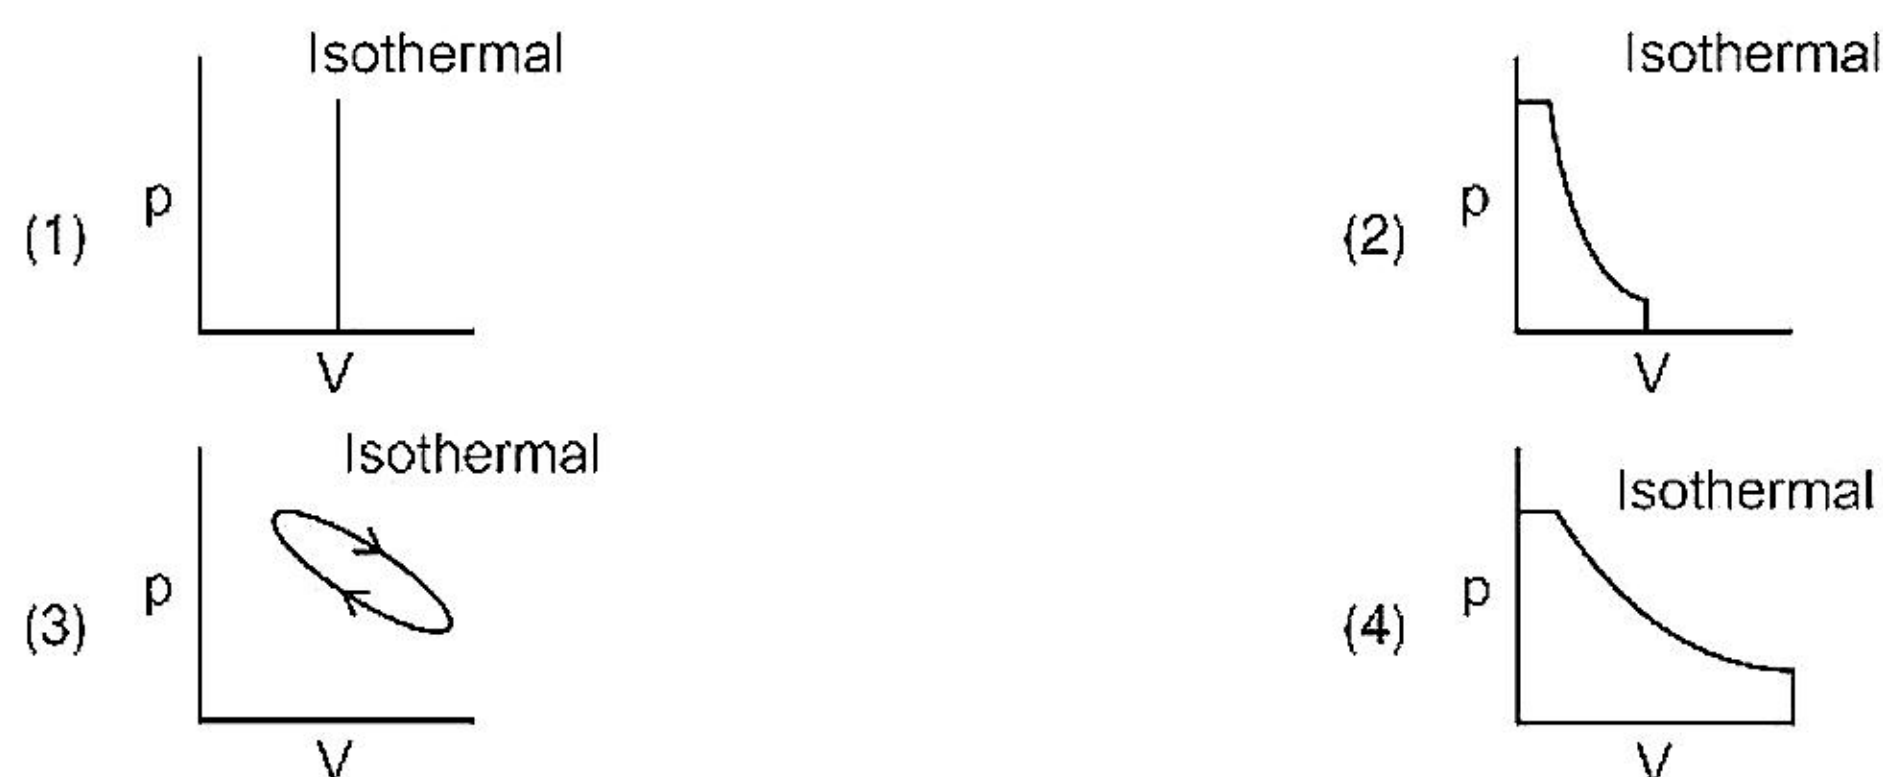 Isothermal
p
(1)
V
Isothermal
p
(2)
V
Isothermal
p
(3)
V
Isothermal
p
(4)
V